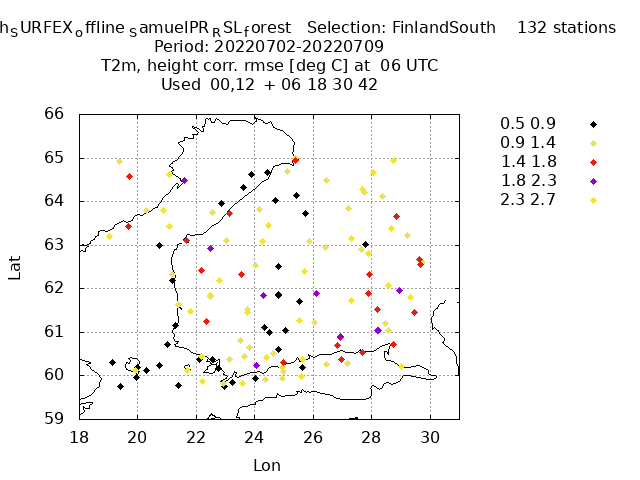 hSURFEXoffline SamuelPRRSLforest Selection: FinlandSouth 132 stations
Period: 20220702-20220709
T2m, height corr. rmse [deg C] at 06 UTC
Used 00,12 + 06 18 30 42
66
65
64
63
62
61
60
59
18 20 22 24 26 28 30
Lat
Lon
0.5 0.9
0.9 1.4
1.4 1.8
1.8 2.3
2.3 2.7